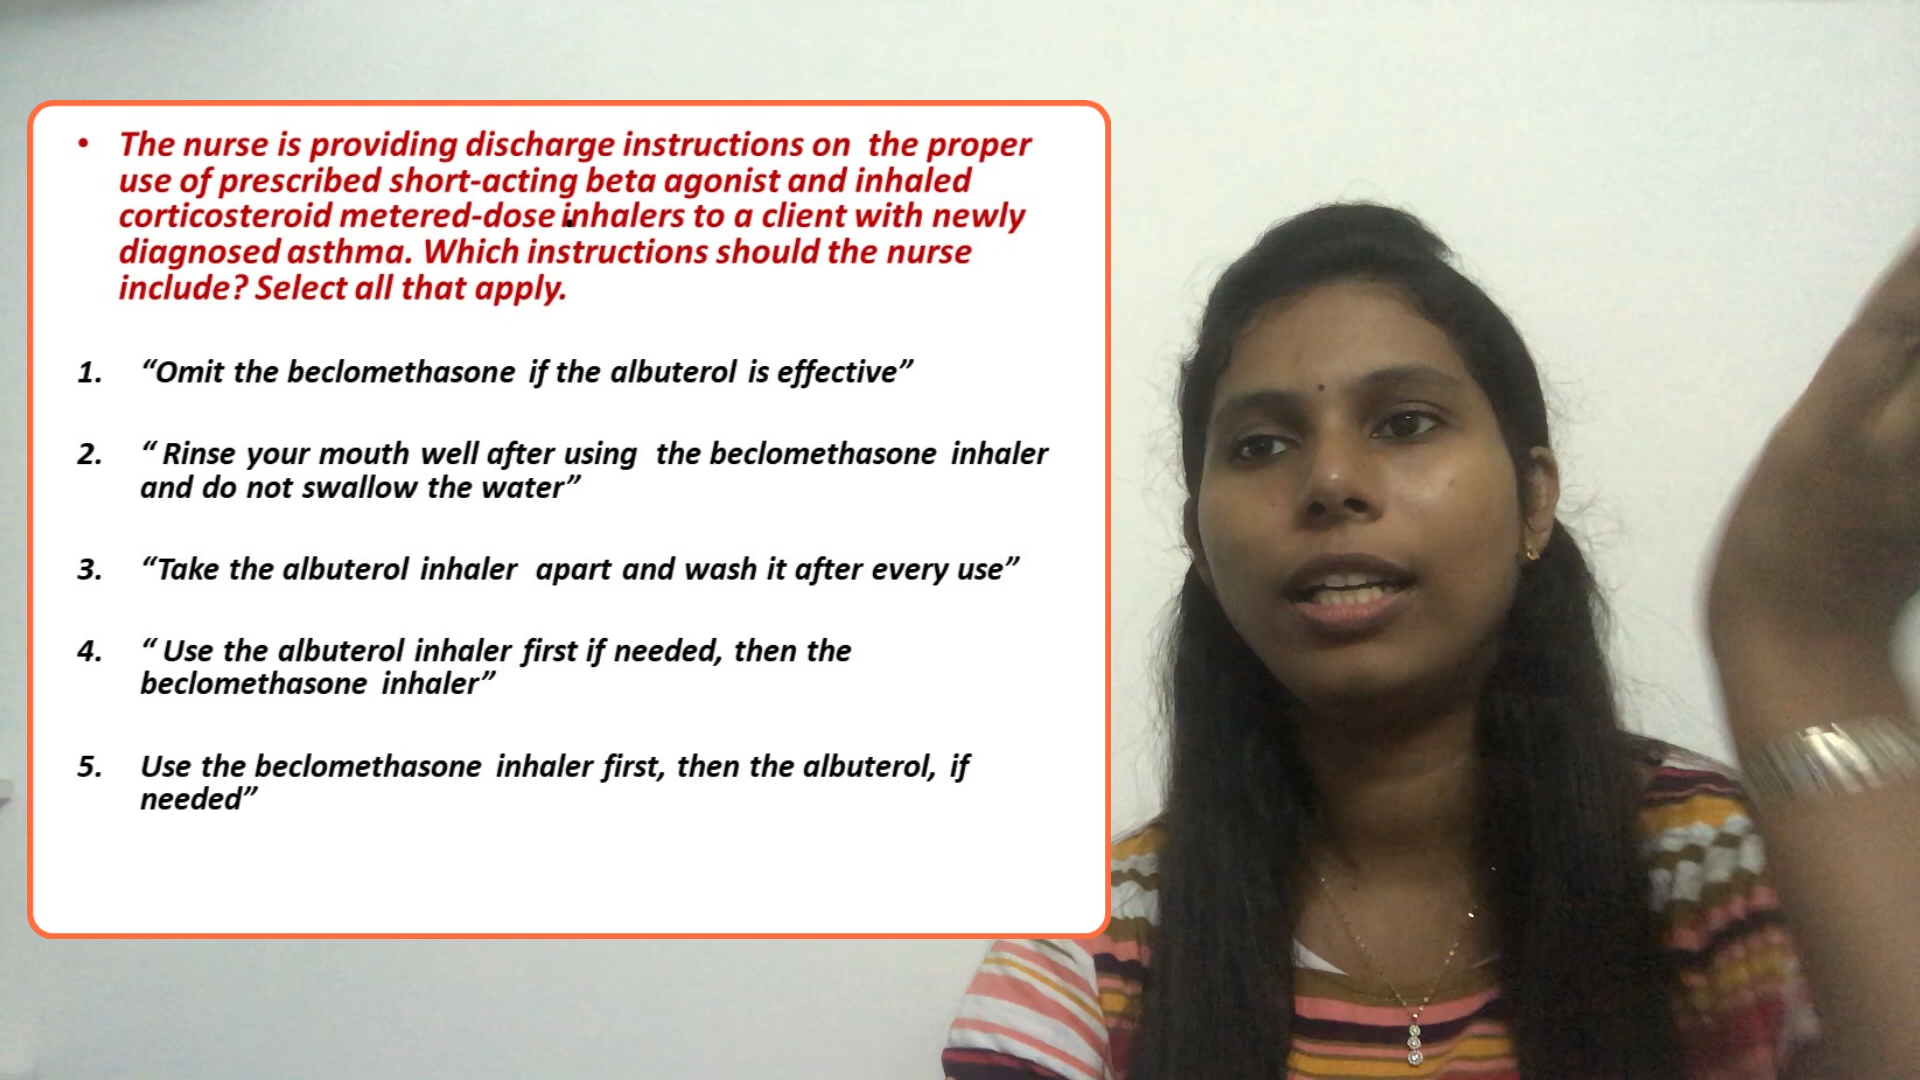 • The nurse is providing discharge instructions on the proper
use of prescribed short-acting beta agonist and inhaled
corticosteroid metered-dose inhalers to a client with newly
diagnosed asthma. Which instructions should the nurse
include? Select all that apply.
1. “Omit the beclomethasone if the albuterol is effective”
2. “ Rinse your mouth well after using the beclomethasone inhaler
and do not swallow the water”
3. “Take the albuterol inhaler apart and wash it after every use”
4. “ Use the albuterol inhaler first if needed, then the
beclomethasone inhaler”
5. Use the beclomethasone inhaler first, then the albuterol, if
needed”